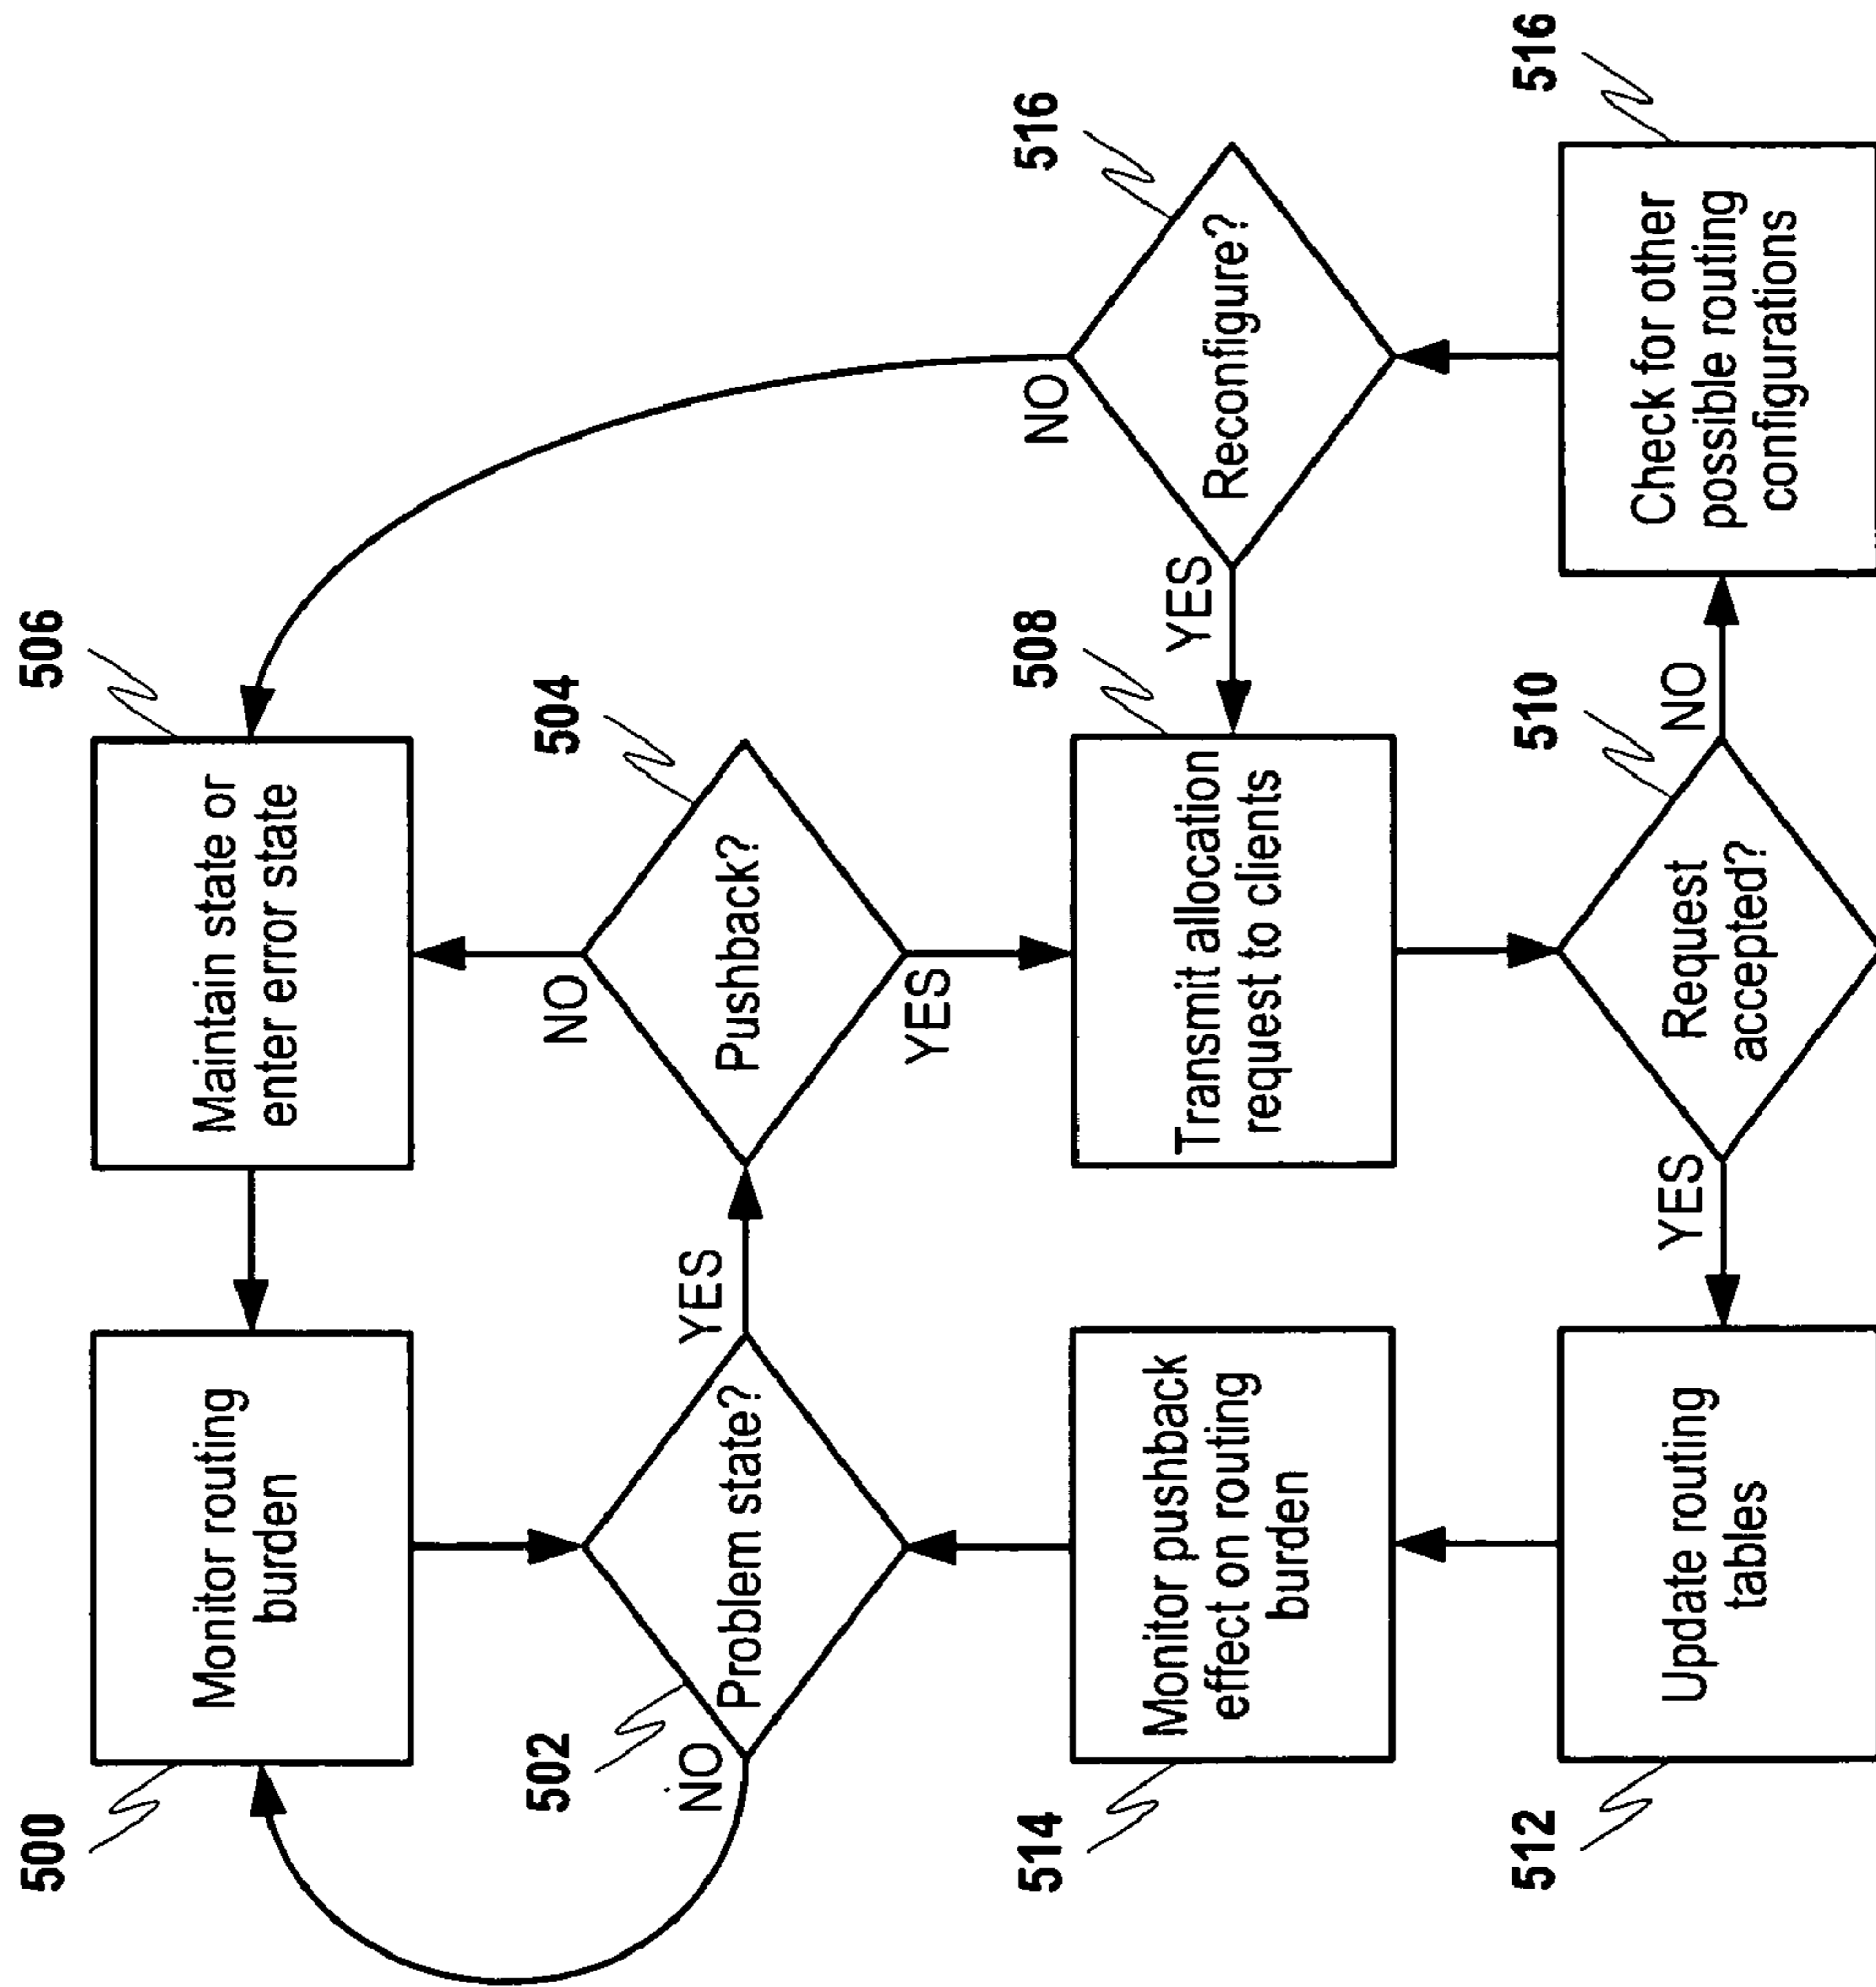 500
506
Monitor routing
burden
Maintain state or
enter error state
502
504
NO
NO
YES
Problem state?
Pushback?
YES
514
508
516
NO
Monitor pushback
effect on routing
burden
Transmit allocation
request to clients
YES
Reconfigure?
512
510
516
Update routing
tables
YES
Request
accepted?
NO
Check for other
possible routing
configurations